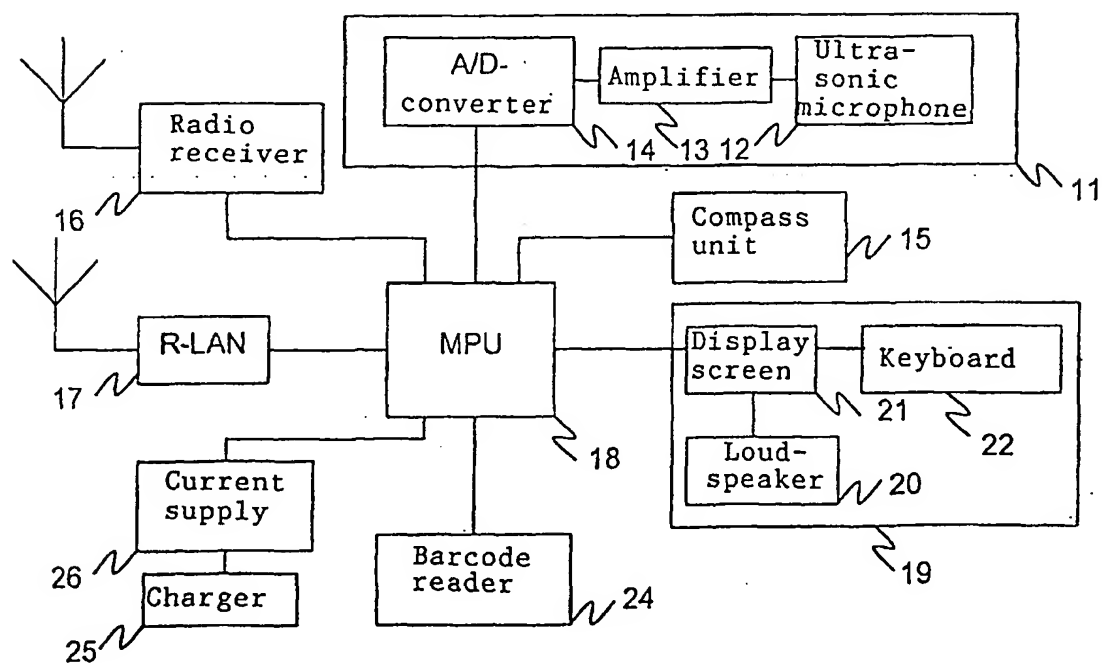 A/D-
converter
Amplifier
Ultra-
sonic
microphone
14
13
12
11
Radio
receiver
16
Compass
unit
15
R-LAN
17
MPU
18
Display
screen
21
Keyboard
22
Loud-
speaker
20
19
Current
supply
26
Charger
25
Barcode
reader
24